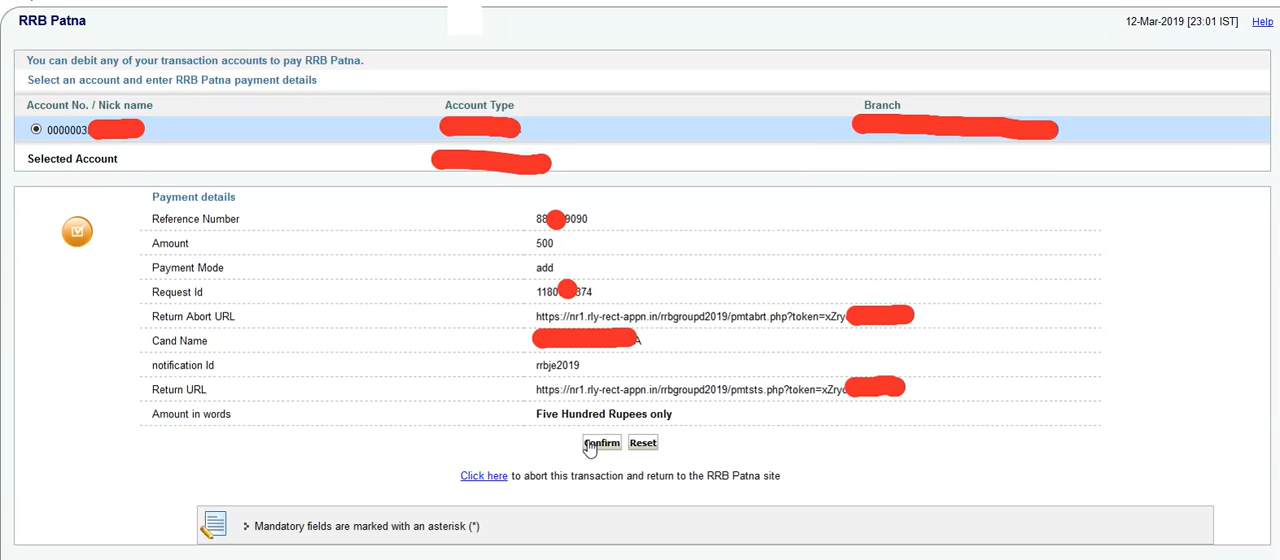 RRB Patna
12-Mar-2019 [23:01 IST] Help
You can debit any of your transaction accounts to pay RRB Patna.
Select an account and enter RRB Patna payment details
Account No. / Nick name Account Type Branch
0000003
Selected Account
Payment details
Reference Number 88 9090
Amount 500
Payment Mode add
Request Id 1180 374
Return Abort URL https://nr1.rly-rect-appn.in/rrbgroupd2019/pmtabrt.php?token=xZry
Cand Name A
notification Id rrbje2019
Return URL https://nr1.rly-rect-appn.in/rrbgroupd2019/pmtsts.php?token=xZry
Amount in words Five Hundred Rupees only
Confirm Reset
Click here to abort this transaction and return to the RRB Patna site
Mandatory fields are marked with an asterisk (*)